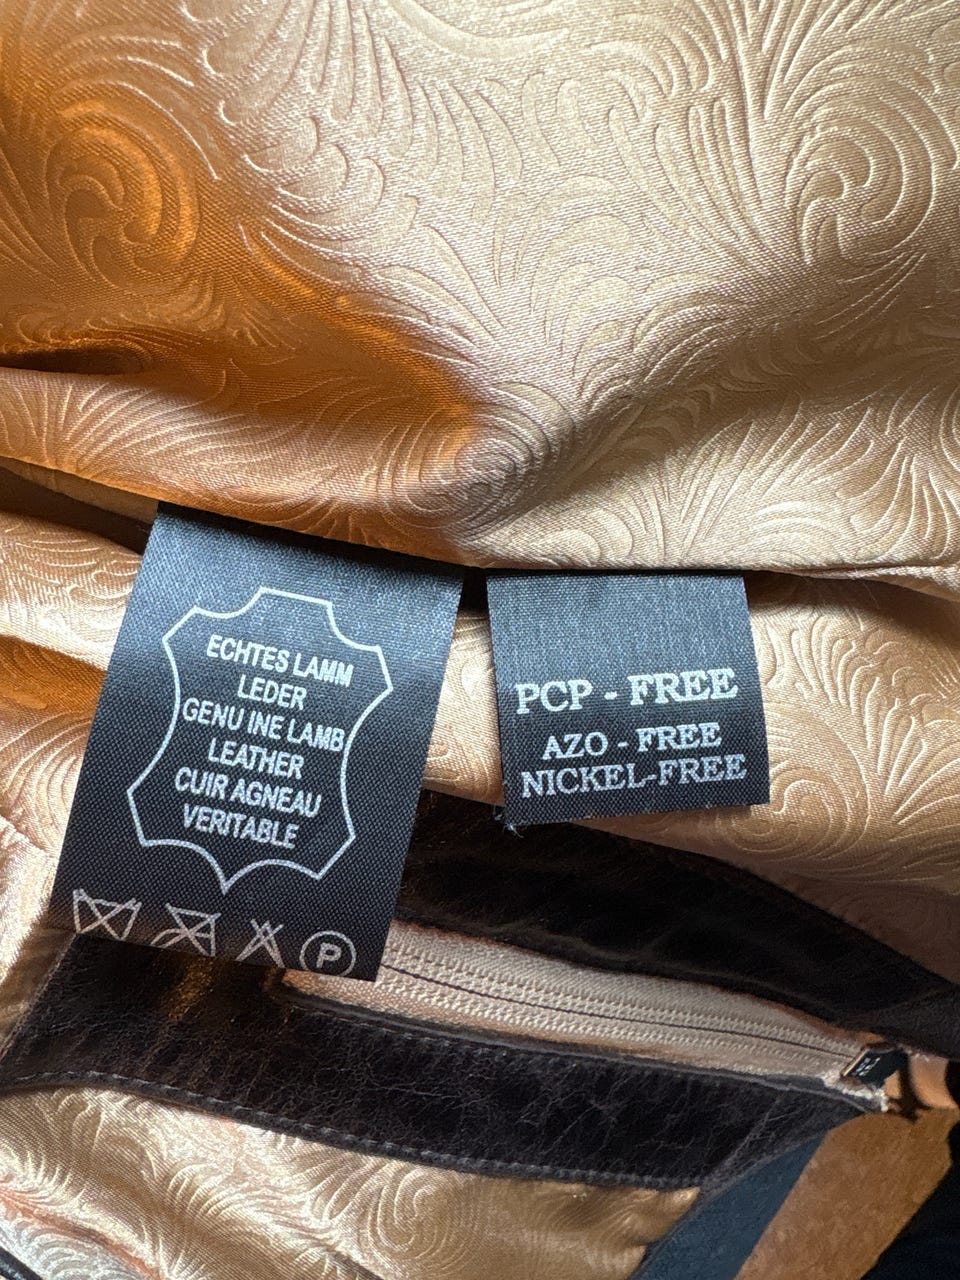 ECHTES LAMM
LEDER
GENU INE LAMB
LEATHER
CUIR AGNEAU
VERITABLE
P
PCP - FREE
AZO - FREE
NICKEL-FREE